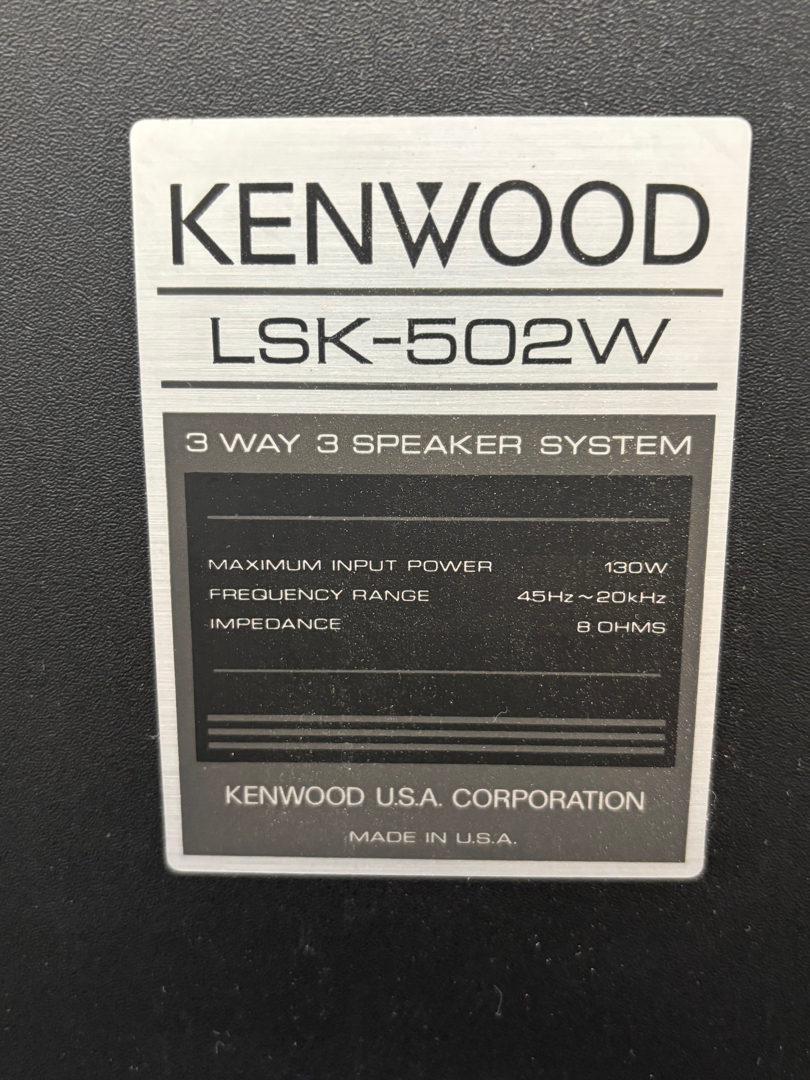 KENWOOD
LSK-502W
3 WAY 3 SPEAKER SYSTEM
MAXIMUM INPUT POWER 130W
FREQUENCY RANGE 45Hz~20kHz
IMPEDANCE 8 OHMS
KENWOOD U.S.A. CORPORATION
MADE IN U.S.A.